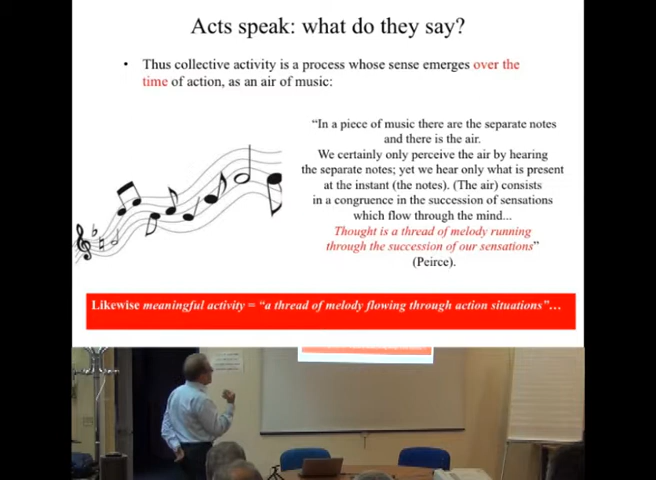 Acts speak: what do they say?
• Thus collective activity is a process whose sense emerges over the
time of action, as an air of music:
“In a piece of music there are the separate notes
and there is the air.
We certainly only perceive the air by hearing
the separate notes; yet we hear only what is present
at the instant (the notes). (The air) consists
in a congruence in the succession of sensations
which flow through the mind...
Thought is a thread of melody running
through the succession of our sensations”
(Peirce).
Likewise meaningful activity = “a thread of melody flowing through action situations”…